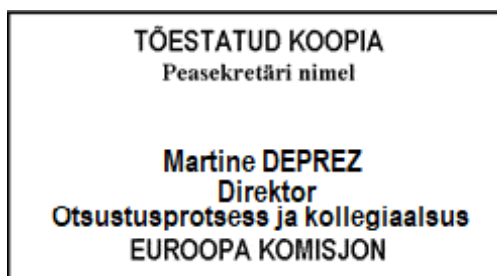 TÕESTATUD KOOPIA
Peasekretäri nimel
Martine DEPREZ
Direktor
Otsustusprotsess ja kollegiaalsus
EUROOPA KOMISJON